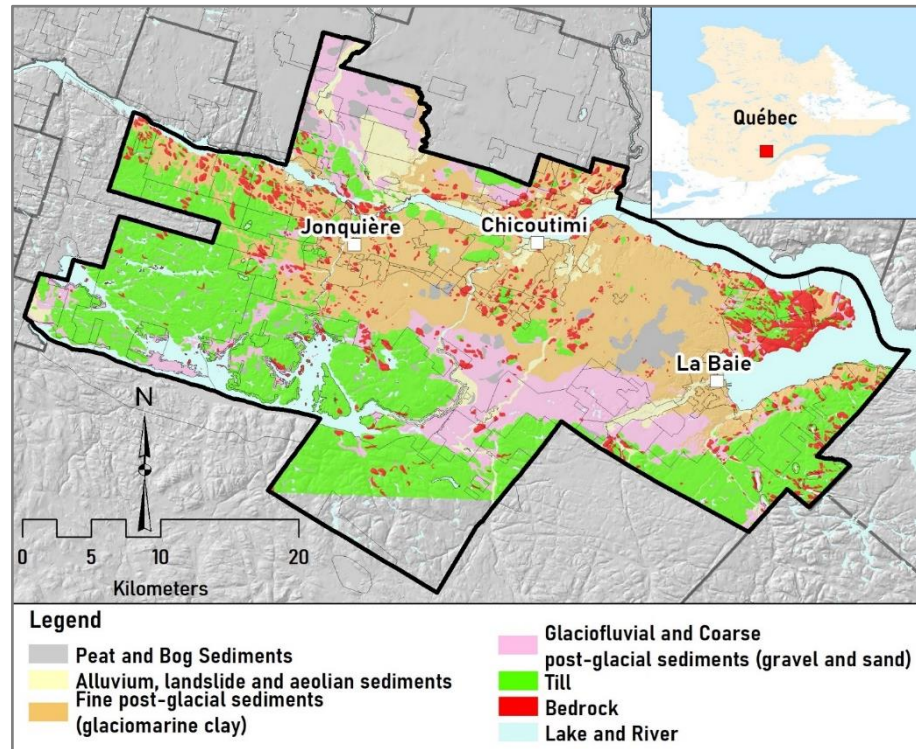 Québec
Jonquière
Chicoutimi
La Baie
N
0 5 10 20
Kilometers
Legend
Peat and Bog Sediments
Alluvium, landslide and aeolian sediments
Fine post-glacial sediments
(glaciomarine clay)
Glaciofluvial and Coarse
post-glacial sediments (gravel and sand)
Till
Bedrock
Lake and River